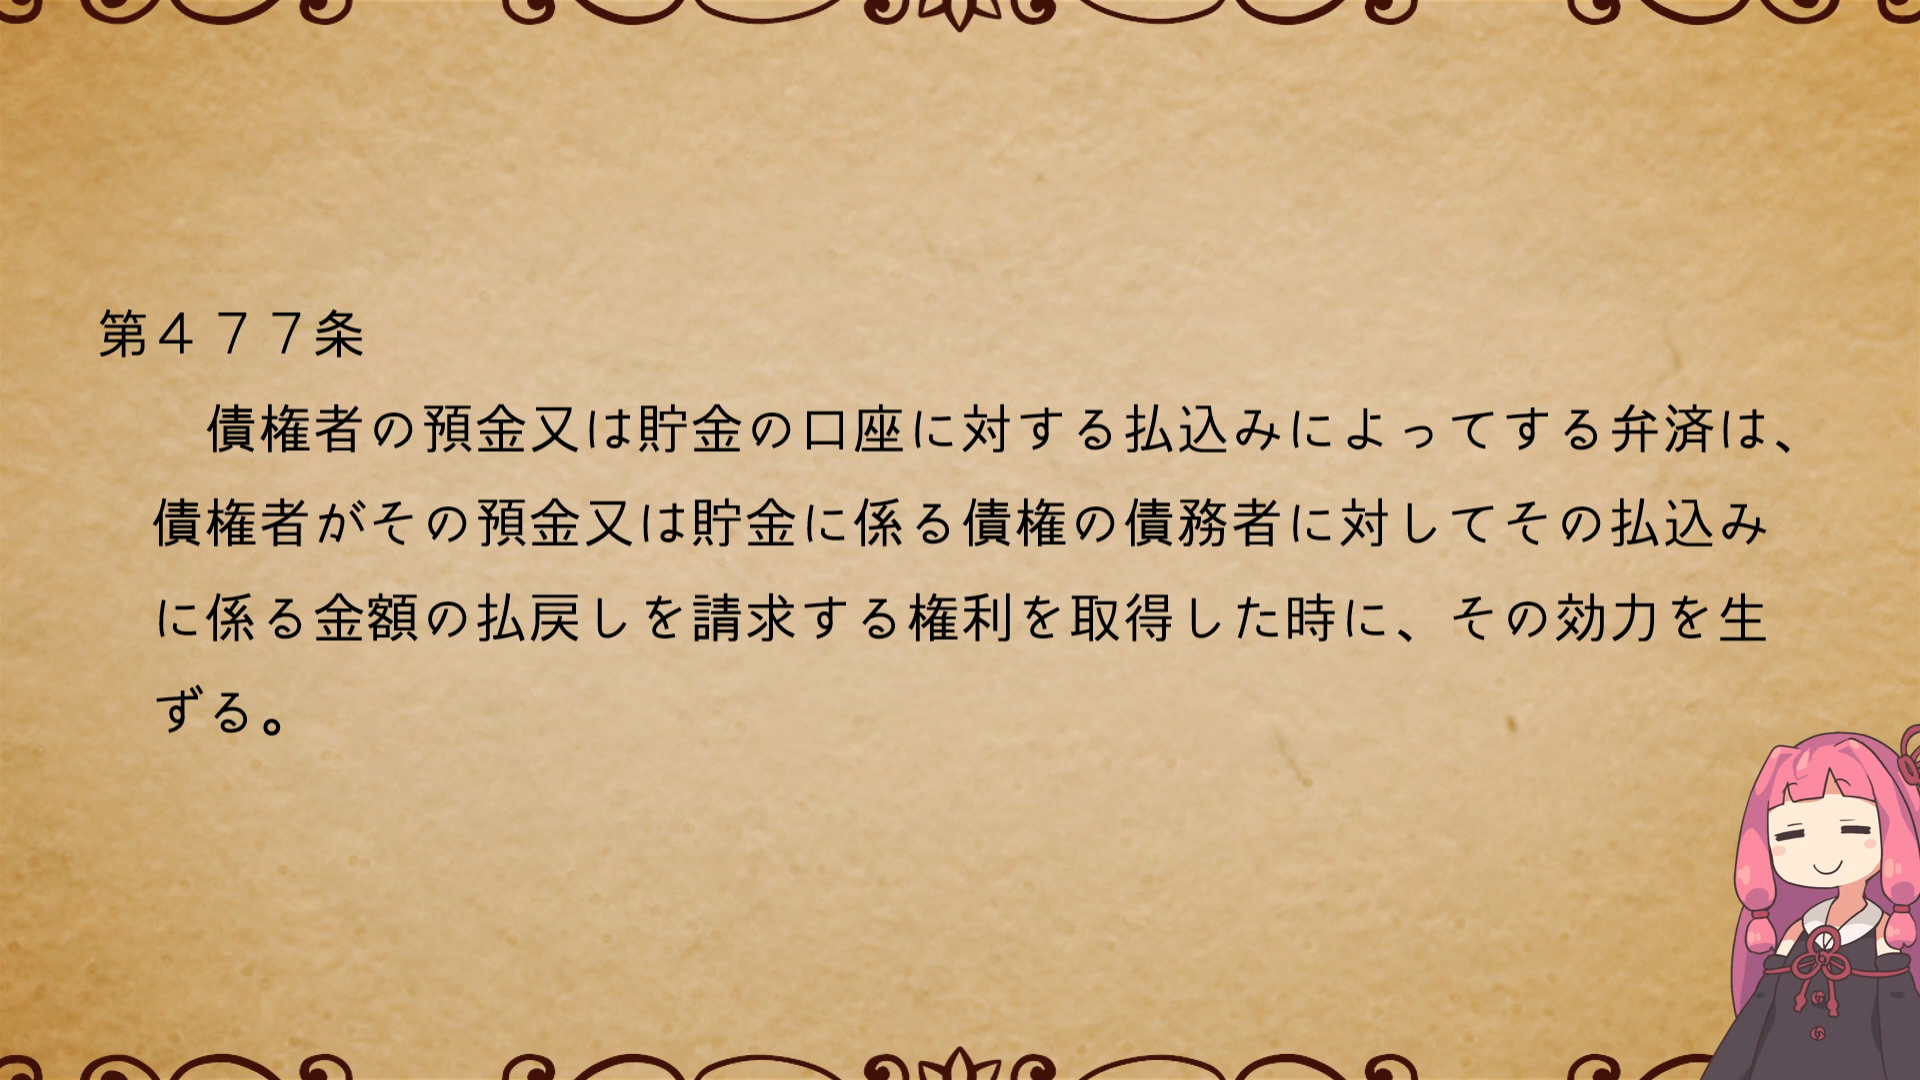 第４７７条
　債権者の預金又は貯金の口座に対する払込みによってする弁済は、
債権者がその預金又は貯金に係る債権の債務者に対してその払込み
に係る金額の払戻しを請求する権利を取得した時に、その効力を生
ずる。